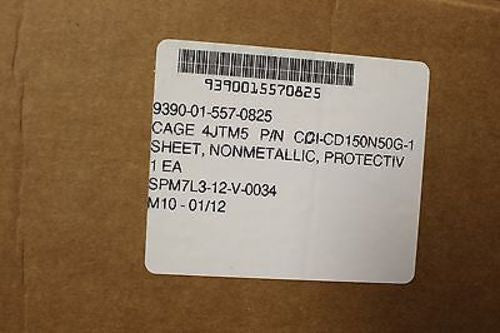 9390015570825
9390-01-557-0825
CAGE 4JTM5 P/N CDI-CD150N50G-1
SHEET, NONMETALLIC, PROTECTIV
1 EA
SPM7L3-12-V-0034
M10 - 01/12